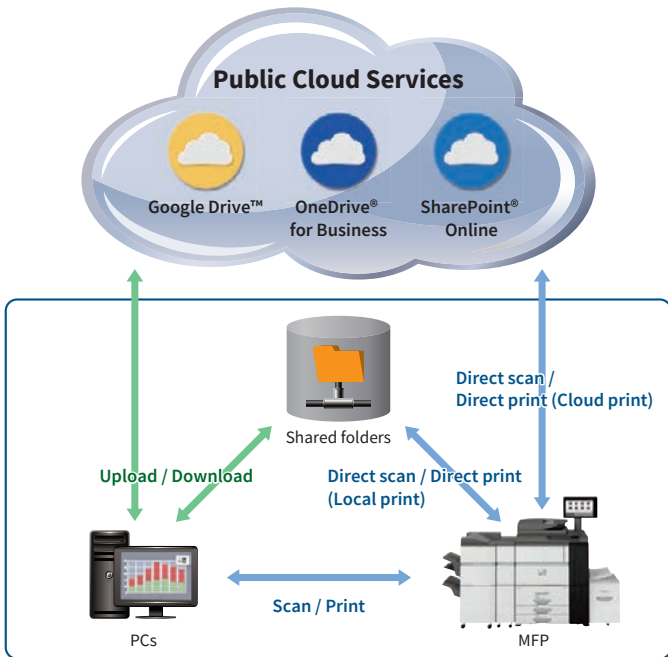 Public Cloud Services
Google Drive™
OneDrive®
for Business
SharePoint®
Online
Direct scan /
Direct print (Cloud print)
Shared folders
Upload / Download
Direct scan / Direct print
(Local print)
Scan / Print
PCs
MFP